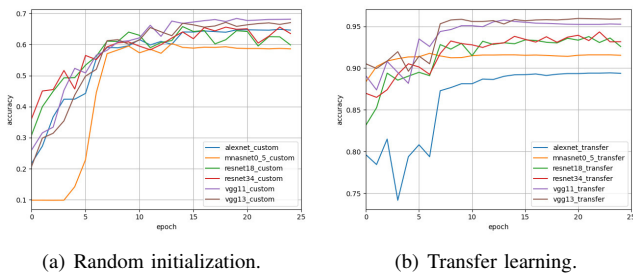 0.7
0.6
0.5
0.4
0.3
0.2
0.1
accuracy
0 5 10 15 20 25
epoch
alexnet_custom
mnasnet0_5_custom
resnet18_custom
resnet34_custom
vgg11_custom
vgg13_custom
(a) Random initialization.
0.95
0.90
0.85
0.80
0.75
accuracy
0 5 10 15 20 25
epoch
alexnet_transfer
mnasnet0_5_transfer
resnet18_transfer
resnet34_transfer
vgg11_transfer
vgg13_transfer
(b) Transfer learning.